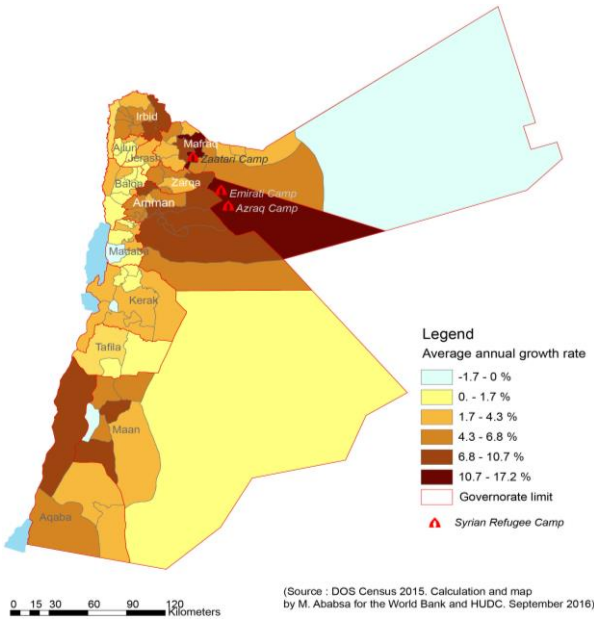 Irbid
Mafraq
Ajlun
Jerash
Zaatari Camp
Balqa
Zarqa
Emirati Camp
Amman
Azraq Camp
Madaba
Kerak
Tafila
Maan
Aqaba
Legend
Average annual growth rate
-1.7 - 0 %
0. - 1.7 %
1.7 - 4.3 %
4.3 - 6.8 %
6.8 - 10.7 %
10.7 - 17.2 %
Governorate limit
Syrian Refugee Camp
0 15 30 60 90 120
Kilometers
(Source : DOS Census 2015. Calculation and map
by M. Ababsa for the World Bank and HUDC. September 2016)